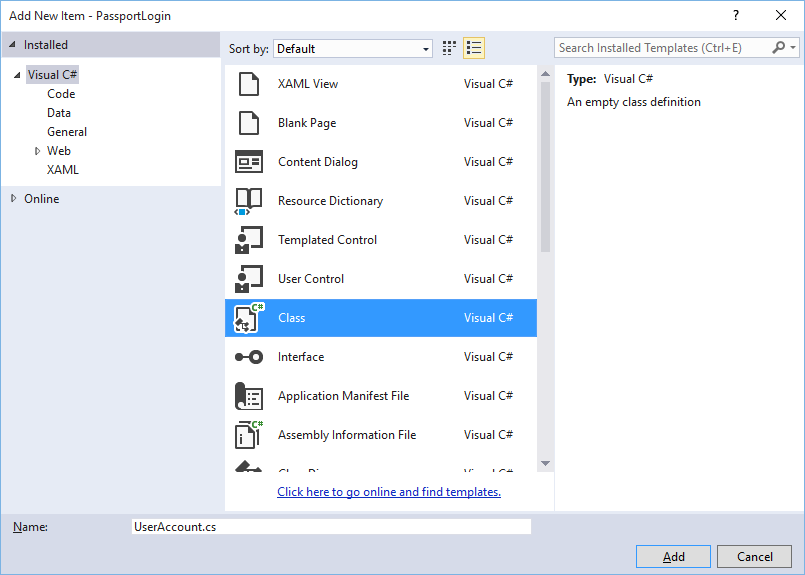 Add New Item - PassportLogin
?
Installed
Visual C#
Code
Data
General
Web
XAML
Online
Sort by: Default
Search Installed Templates (Ctrl+E)
XAML View Visual C#
Blank Page Visual C#
Content Dialog Visual C#
Resource Dictionary Visual C#
Templated Control Visual C#
User Control Visual C#
C#
Class Visual C#
Interface Visual C#
Application Manifest File Visual C#
C#
Assembly Information File Visual C#
Click here to go online and find templates.
Type: Visual C#
An empty class definition
Name: UserAccount.cs
Add Cancel